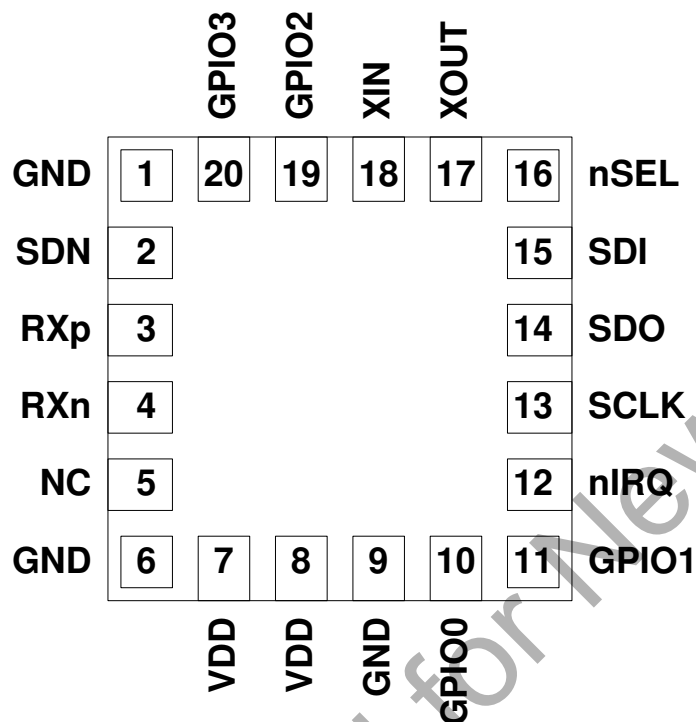 GPIO3 GPIO2 XIN XOUT
GND 1 20 19 18 17 16 nSEL
SDN 2 15 SDI
RXp 3 14 SDO
RXn 4 13 SCLK
NC 5 12 nIRQ
GND 6 7 8 9 10 11 GPIO1
VDD VDD GND GPIO0
for New